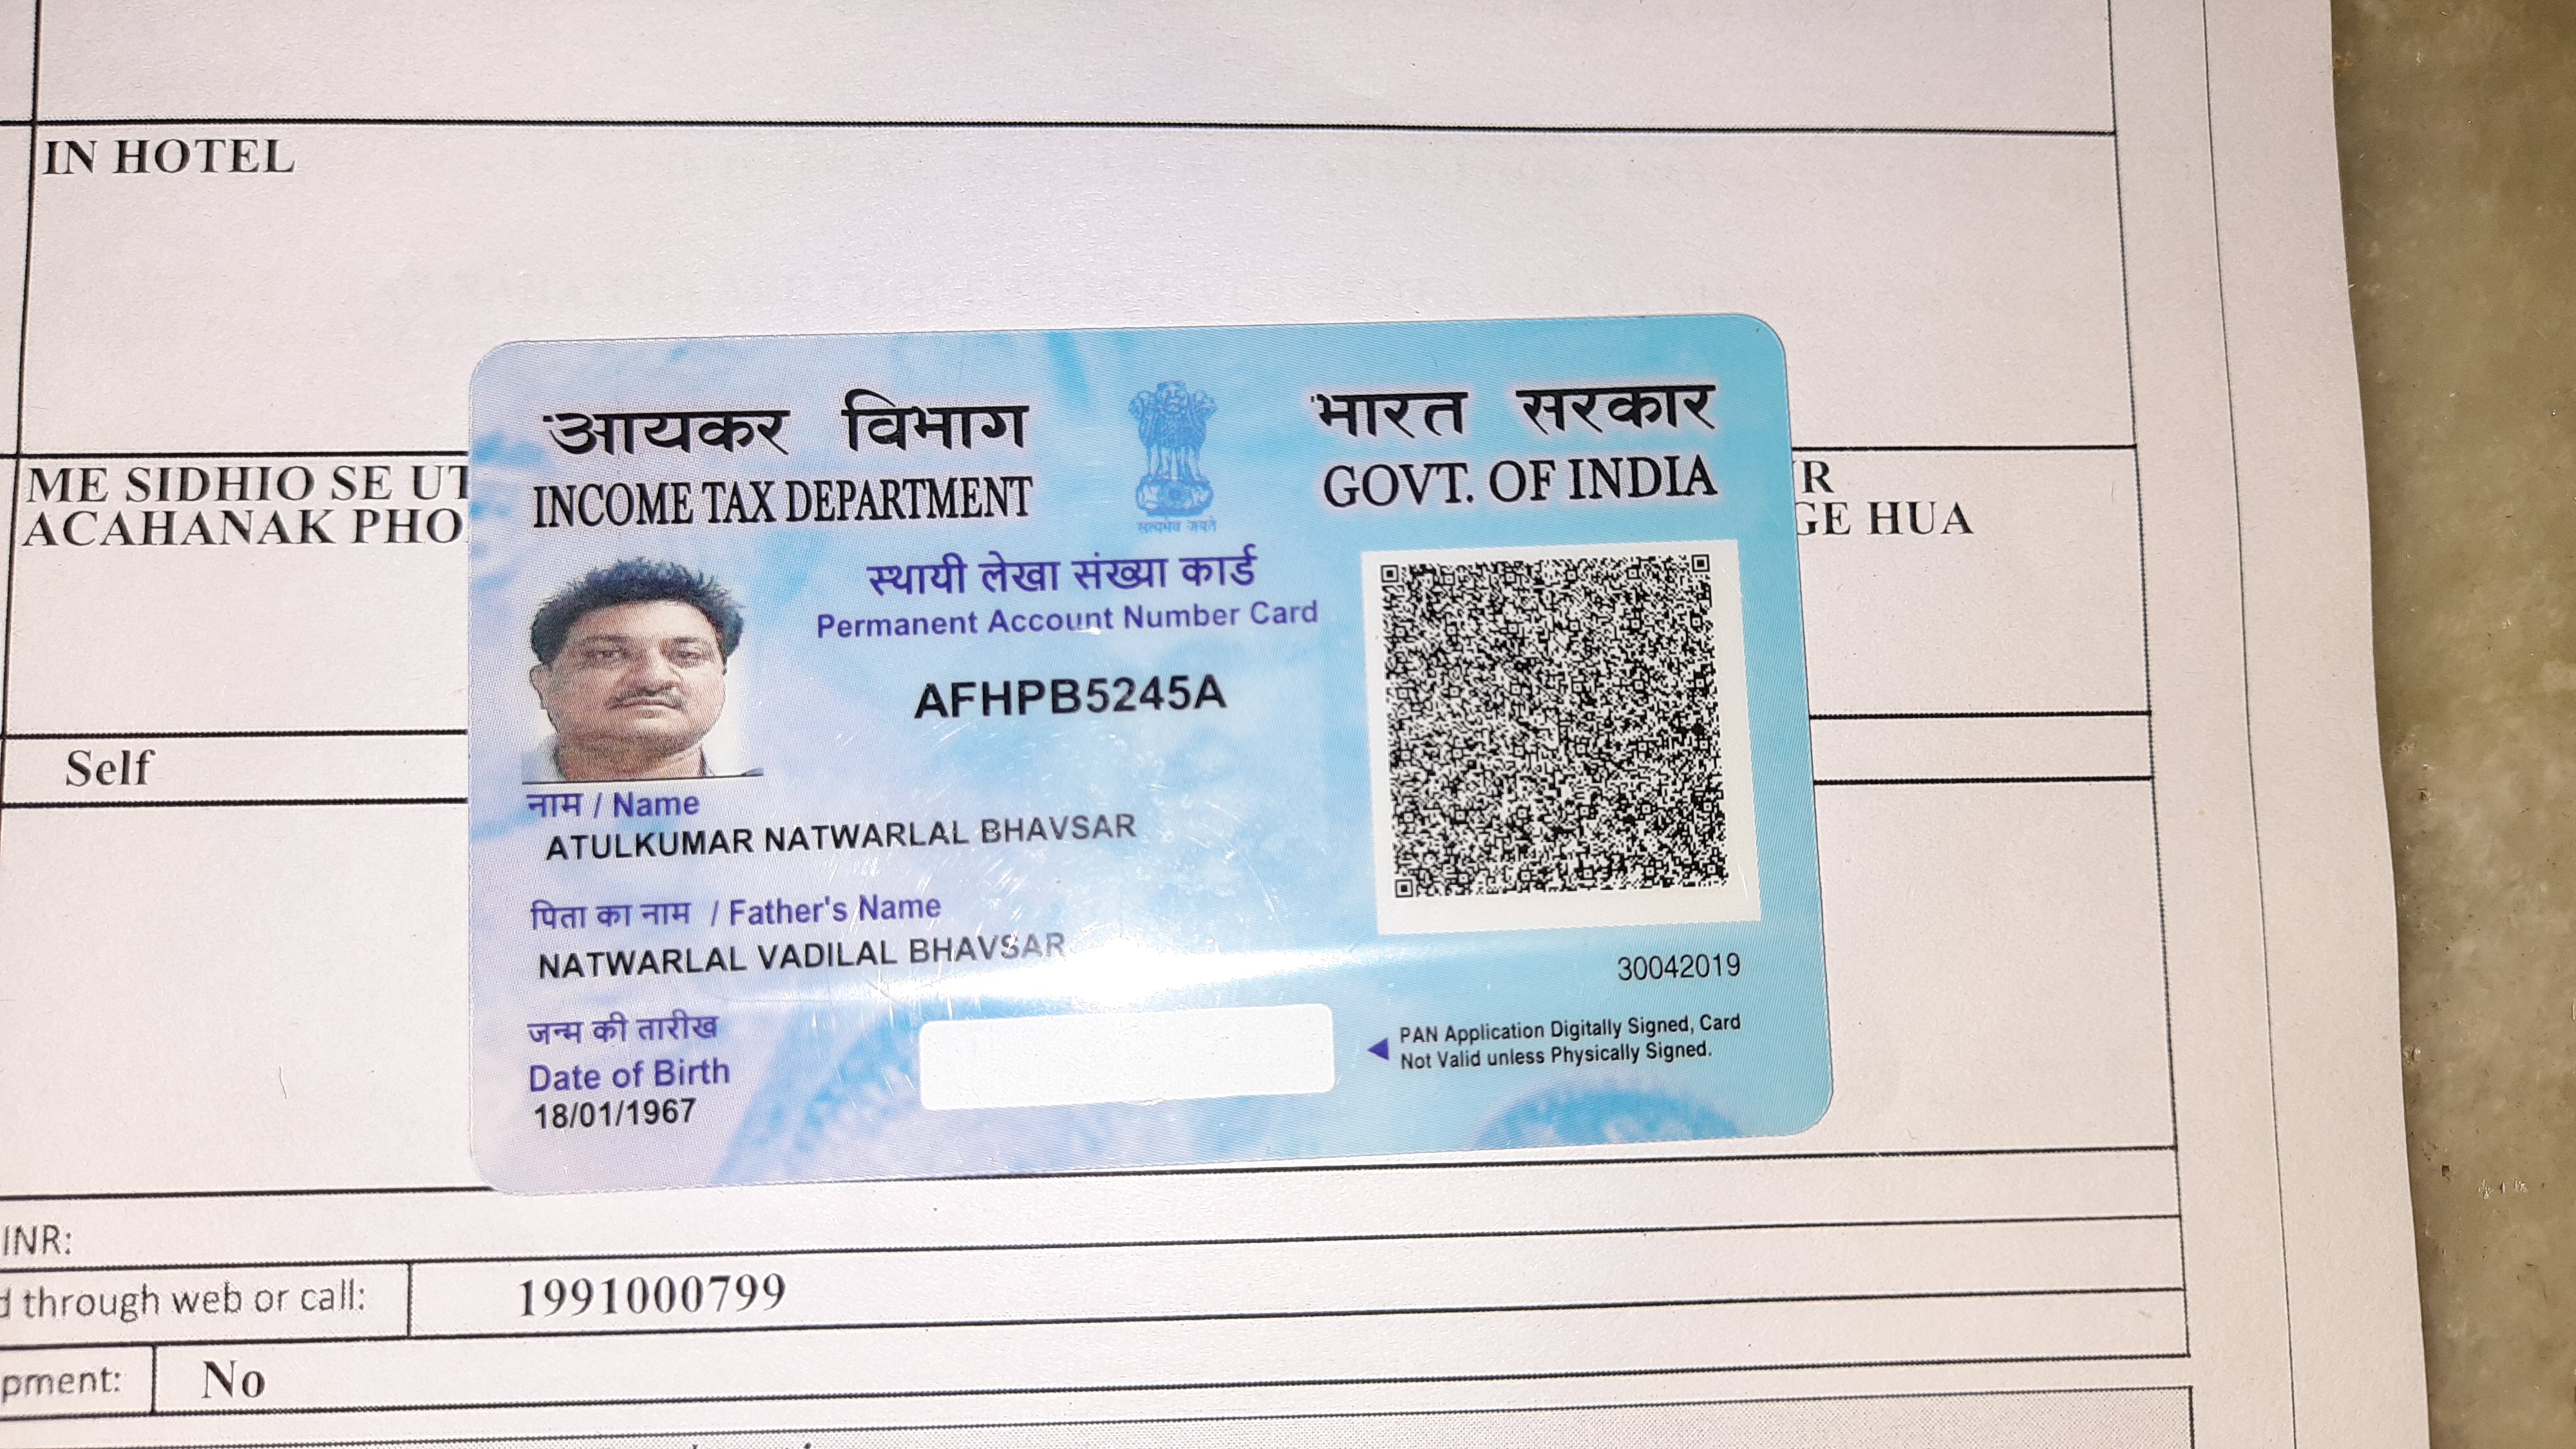 IN HOTEL
ME SIDHIO SE UT
R
ACAHANAK PHO
GE HUA
Self
आयकर विभाग
INCOME TAX DEPARTMENT
सत्यमेव जयते
भारत सरकार
GOVT. OF INDIA
स्थायी लेखा संख्या कार्ड
Permanent Account Number Card
AFHPB5245A
नाम / Name
ATULKUMAR NATWARLAL BHAVSAR
पिता का नाम / Father's Name
NATWARLAL VADILAL BHAVSAR
जन्म की तारीख
Date of Birth
18/01/1967
30042019
PAN Application Digitally Signed, Card
Not Valid unless Physically Signed.
INR:
d through web or call: 1991000799
pment: No